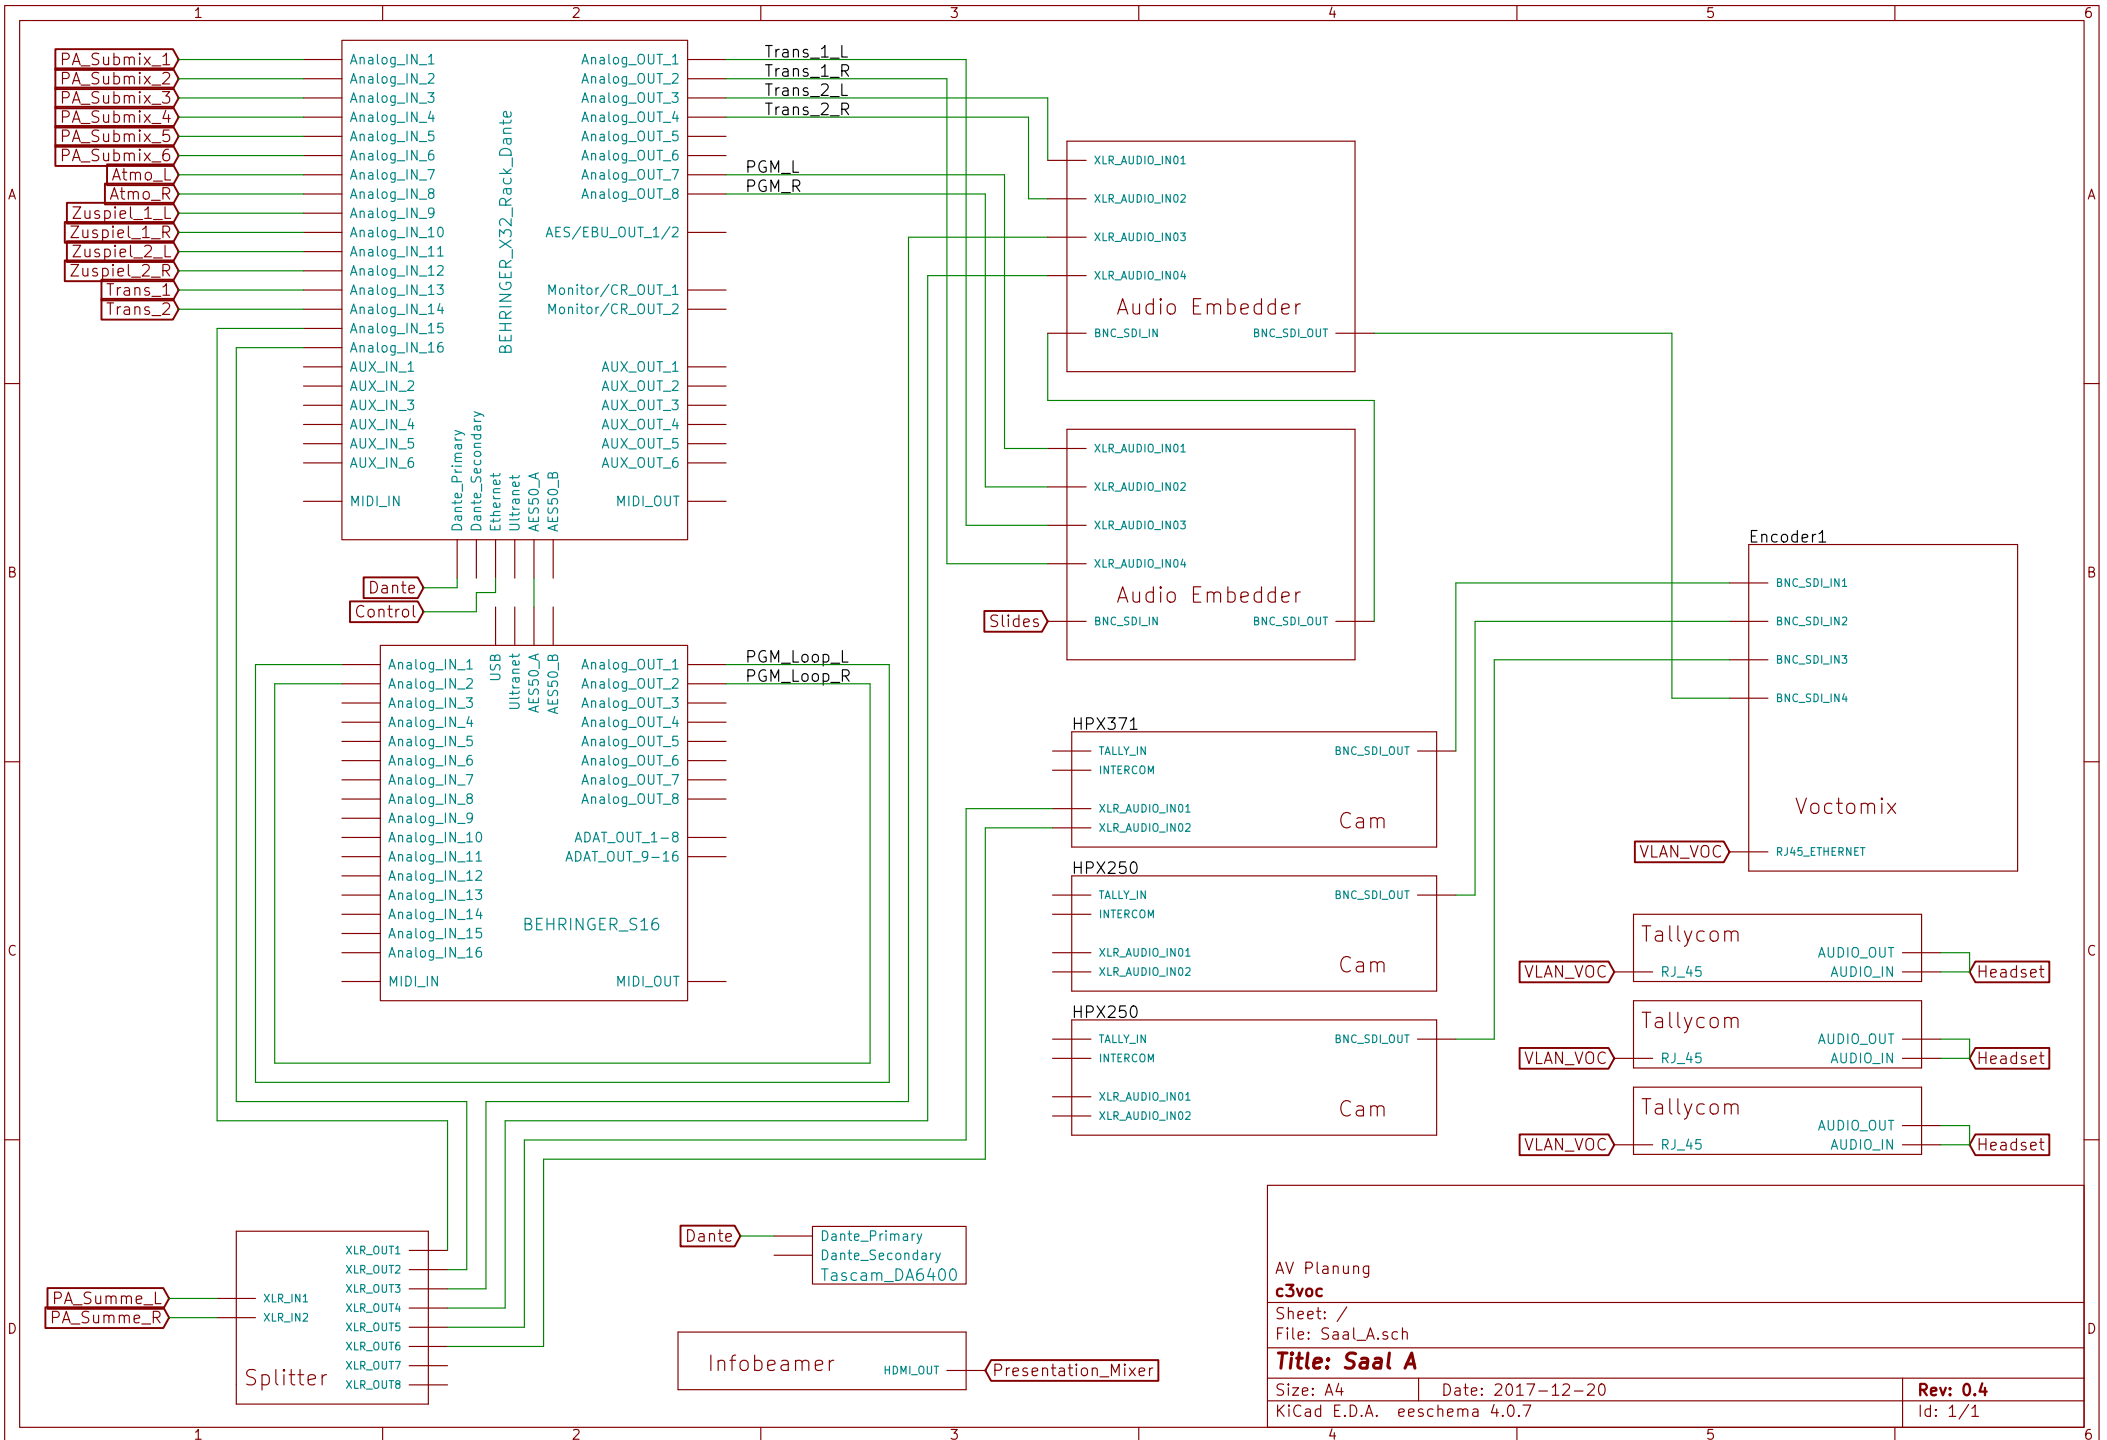 1 2 3 4 5 6
A
B
C
D
PA_Submix_1
PA_Submix_2
PA_Submix_3
PA_Submix_4
PA_Submix_5
PA_Submix_6
Atmo_L
Atmo_R
Zuspiel_1_L
Zuspiel_1_R
Zuspiel_2_L
Zuspiel_2_R
Trans_1
Trans_2
Analog_IN_1
Analog_IN_2
Analog_IN_3
Analog_IN_4
Analog_IN_5
Analog_IN_6
Analog_IN_7
Analog_IN_8
Analog_IN_9
Analog_IN_10
Analog_IN_11
Analog_IN_12
Analog_IN_13
Analog_IN_14
Analog_IN_15
Analog_IN_16
AUX_IN_1
AUX_IN_2
AUX_IN_3
AUX_IN_4
AUX_IN_5
AUX_IN_6
MIDI_IN
BEHRINGER_X32_Rack_Dante
Dante_Primary
Dante_Secondary
Ethernet
Ultranet
AES50_A
AES50_B
Analog_OUT_1
Analog_OUT_2
Analog_OUT_3
Analog_OUT_4
Analog_OUT_5
Analog_OUT_6
Analog_OUT_7
Analog_OUT_8
AES/EBU_OUT_1/2
Monitor/CR_OUT_1
Monitor/CR_OUT_2
AUX_OUT_1
AUX_OUT_2
AUX_OUT_3
AUX_OUT_4
AUX_OUT_5
AUX_OUT_6
MIDI_OUT
Trans_1_L
Trans_1_R
Trans_2_L
Trans_2_R
PGM_L
PGM_R
XLR_AUDIO_IN01
XLR_AUDIO_IN02
XLR_AUDIO_IN03
XLR_AUDIO_IN04
Audio Embedder
BNC_SDI_IN BNC_SDI_OUT
XLR_AUDIO_IN01
XLR_AUDIO_IN02
XLR_AUDIO_IN03
XLR_AUDIO_IN04
Audio Embedder
Slides
BNC_SDI_IN BNC_SDI_OUT
Dante
Control
USB
Ultranet
AES50_A
AES50_B
Analog_IN_1
Analog_IN_2
Analog_IN_3
Analog_IN_4
Analog_IN_5
Analog_IN_6
Analog_IN_7
Analog_IN_8
Analog_IN_9
Analog_IN_10
Analog_IN_11
Analog_IN_12
Analog_IN_13
Analog_IN_14
Analog_IN_15
Analog_IN_16
MIDI_IN
Analog_OUT_1
Analog_OUT_2
Analog_OUT_3
Analog_OUT_4
Analog_OUT_5
Analog_OUT_6
Analog_OUT_7
Analog_OUT_8
ADAT_OUT_1-8
ADAT_OUT_9-16
BEHRINGER_S16
MIDI_OUT
PGM_Loop_L
PGM_Loop_R
HPX371
TALLY_IN BNC_SDI_OUT
INTERCOM
XLR_AUDIO_IN01
XLR_AUDIO_IN02
Cam
HPX250
TALLY_IN BNC_SDI_OUT
INTERCOM
XLR_AUDIO_IN01
XLR_AUDIO_IN02
Cam
HPX250
TALLY_IN BNC_SDI_OUT
INTERCOM
XLR_AUDIO_IN01
XLR_AUDIO_IN02
Cam
Encoder1
BNC_SDI_IN1
BNC_SDI_IN2
BNC_SDI_IN3
BNC_SDI_IN4
Voctomix
VLAN_VOC RJ45_ETHERNET
Tallycom
AUDIO_OUT
VLAN_VOC RJ_45 AUDIO_IN Headset
Tallycom
AUDIO_OUT
VLAN_VOC RJ_45 AUDIO_IN Headset
Tallycom
AUDIO_OUT
VLAN_VOC RJ_45 AUDIO_IN Headset
PA_Summe_L
PA_Summe_R
XLR_IN1
XLR_IN2
XLR_OUT1
XLR_OUT2
XLR_OUT3
XLR_OUT4
XLR_OUT5
XLR_OUT6
XLR_OUT7
XLR_OUT8
Splitter
Dante
Dante_Primary
Dante_Secondary
Tascam_DA6400
Infobeamer HDMI_OUT Presentation_Mixer
AV Planung
c3voc
Sheet: /
File: Saal_A.sch
Title: Saal A
Size: A4 Date: 2017-12-20 Rev: 0.4
KiCad E.D.A. eeschema 4.0.7 Id: 1/1
A
B
C
D
1 2 3 4 5 6